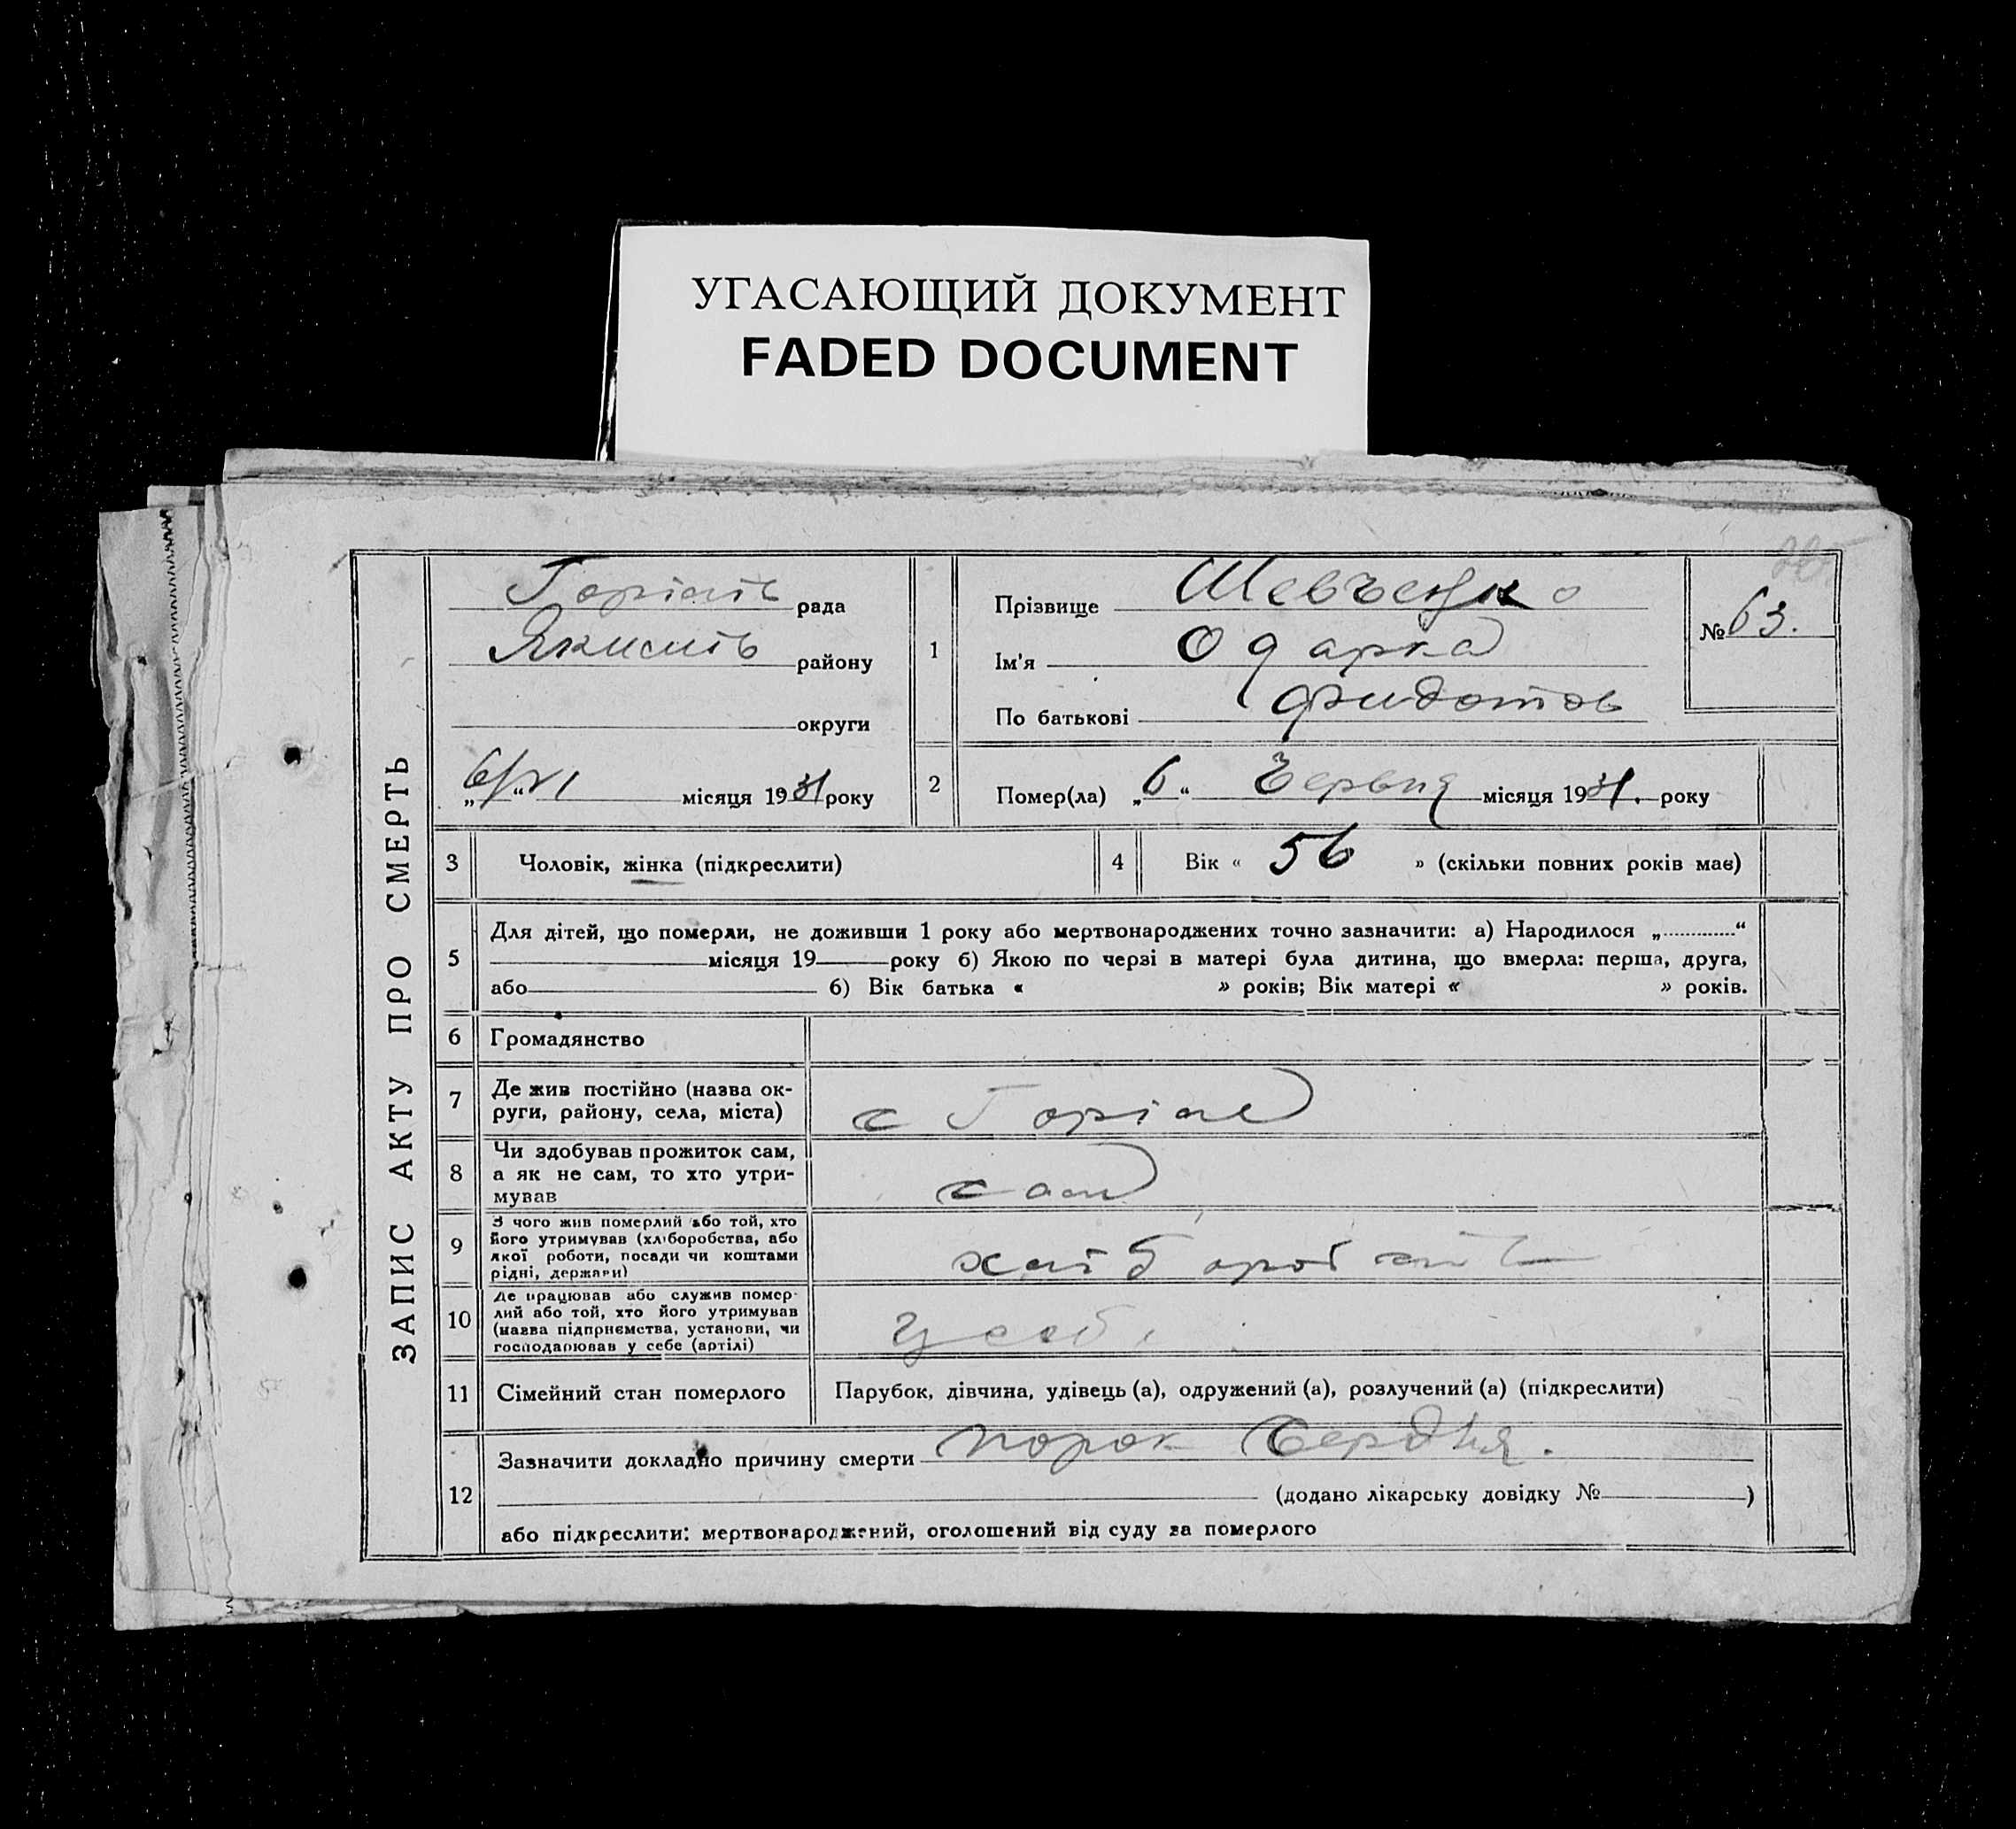 УГАСАЮЩИЙ ДОКУМЕНТ
FADED DOCUMENT
ЗАПИС АКТУ ПРО СМЕРТЬ
рада
району
округи
„6/VI“ місяця 1931 року
1
Прізвище Шевченко
Ім'я Одарка
По батькові Фидотов
№ 63.
2
Помер(ла) „6“ Червня місяця 1931. року
3
Чоловік, жінка (підкреслити)
4
Вік « 56 » (скільки повних років має)
5
Для дітей, що померли, не доживши 1 року або мертвонароджених точно зазначити: а) Народилося „............“
місяця 19 року б) Якою по черзі в матері була дитина, що вмерла: перша, друга,
або б) Вік батька « » років; Вік матері « » років.
6
Громадянство
7
Де жив постійно (назва ок-
руги, району, села, міста)
с
8
Чи здобував прожиток сам,
а як не сам, то хто утри-
мував
сам
9
З чого жив померлий або той, хто
його утримував (хліборобства, або
якої роботи, посади чи коштами
рідні, держави)
10
Де працював або служив помер-
лий або той, хто його утримував
(назва підприємства, установи, чи
господарював у себе (артілі)
у себе
11
Сімейний стан померлого
Парубок, дівчина, удівець (а), одружений (а), розлучений (а) (підкреслити)
12
Зазначити докладно причину смерти порок Сердця.
(додано лікарську довідку № )
або підкреслити: мертвонароджений, оголошений від суду за померлого